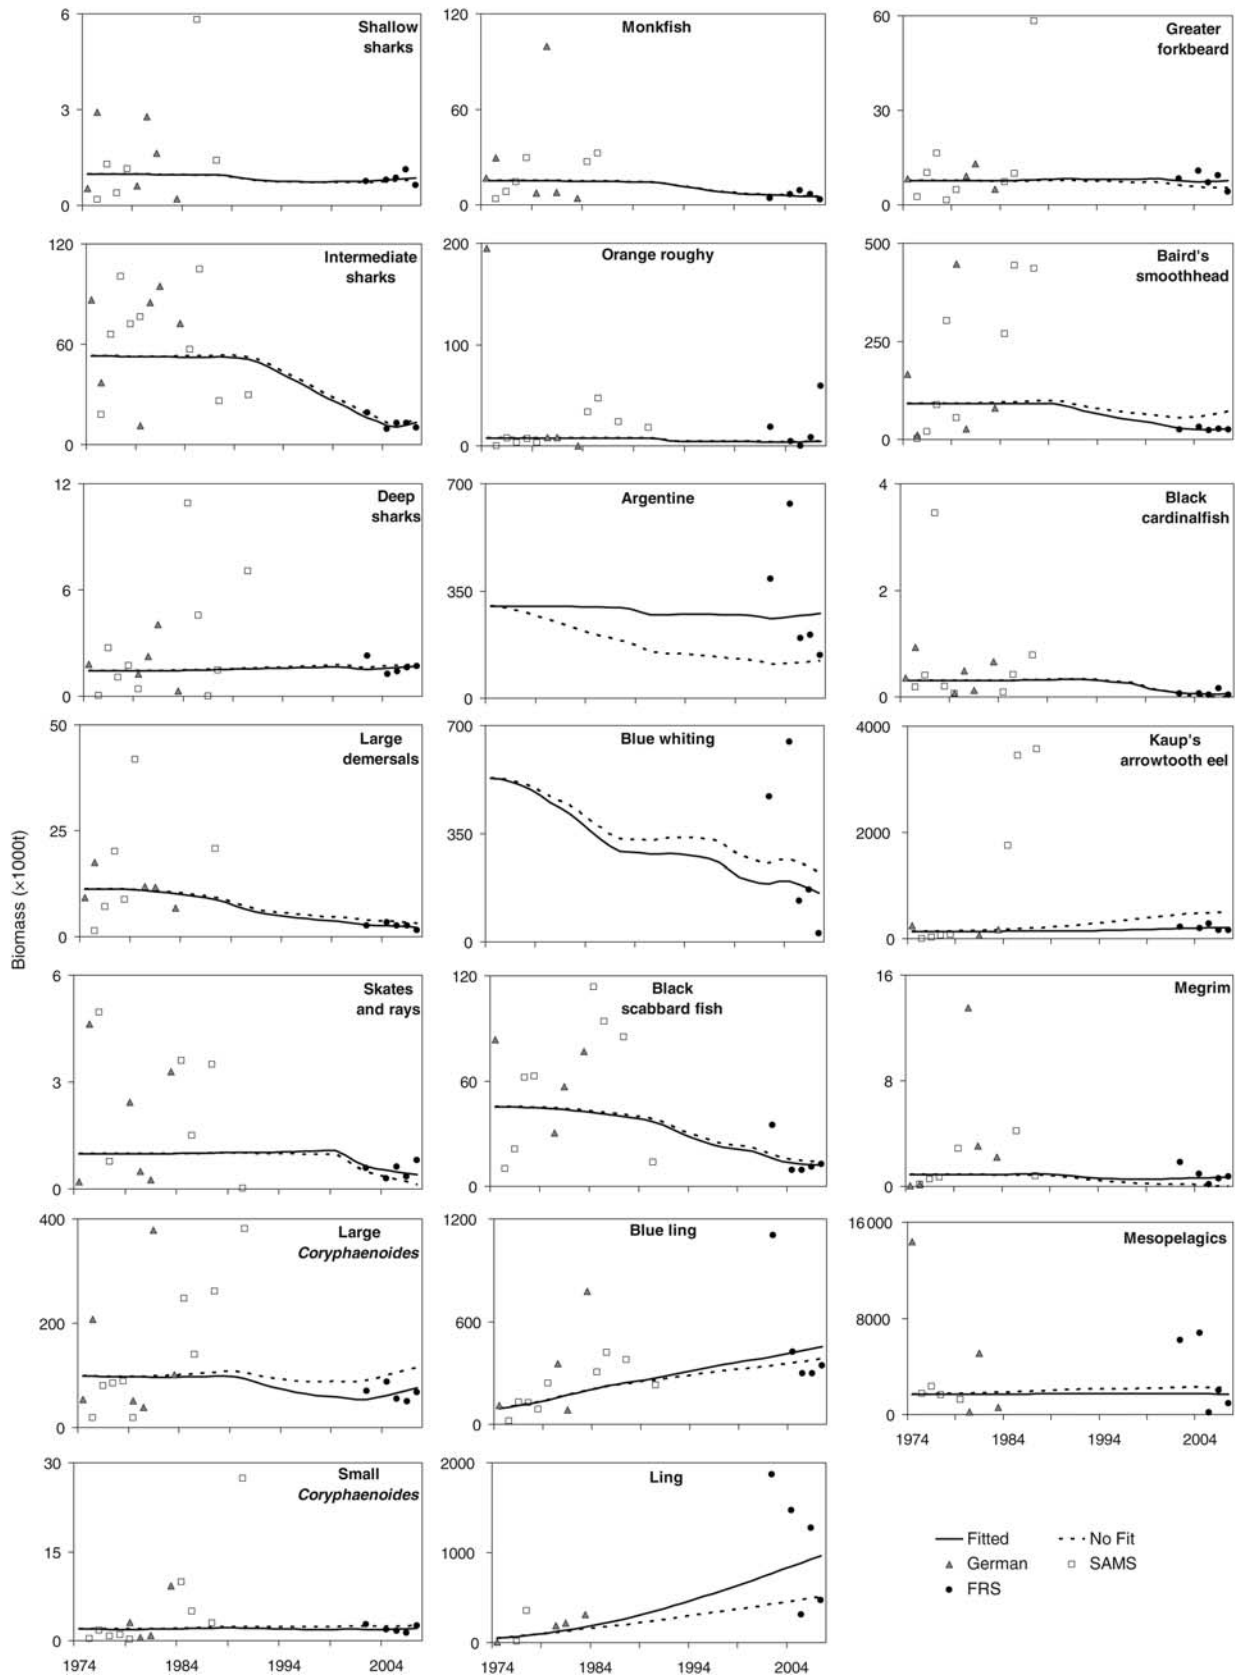 Biomass (×1000t)
6
3
0
Shallow
sharks
120
60
0
Monkfish
60
30
0
Greater
forkbeard
120
60
0
Intermediate
sharks
200
100
0
Orange roughy
500
250
0
Baird's
smoothhead
12
6
0
Deep
sharks
700
350
0
Argentine
4
2
0
Black
cardinalfish
50
25
0
Large
demersals
700
350
0
Blue whiting
4000
2000
0
Kaup's
arrowtooth eel
6
3
0
Skates
and rays
120
60
0
Black
scabbard fish
16
8
0
Megrim
400
200
0
Large
Coryphaenoides
1200
600
0
Blue ling
16000
8000
0
Mesopelagics
1974 1984 1994 2004
30
15
0
Small
Coryphaenoides
1974 1984 1994 2004
2000
1000
0
Ling
1974 1984 1994 2004
Fitted No Fit
German SAMS
FRS